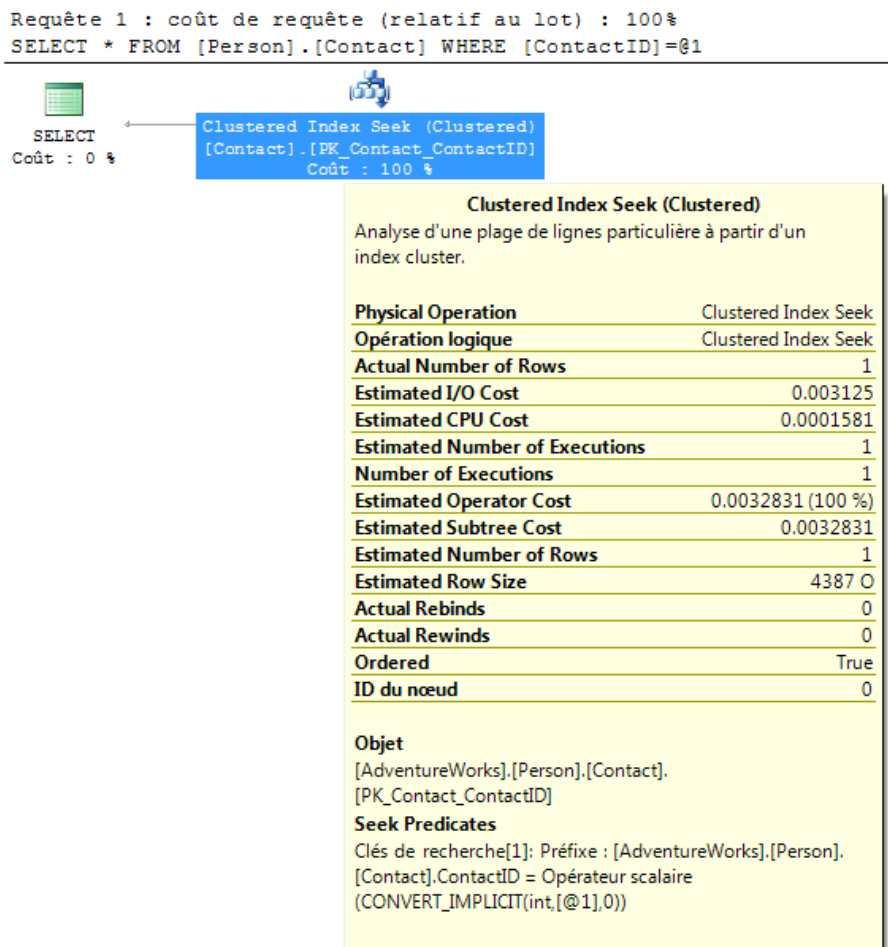 Requête 1 : coût de requête (relatif au lot) : 100%
SELECT * FROM [Person].[Contact] WHERE [ContactID]=@1
SELECT
Coût : 0 %
Clustered Index Seek (Clustered)
[Contact].[PK_Contact_ContactID]
Coût : 100 %
Clustered Index Seek (Clustered)
Analyse d'une plage de lignes particulière à partir d'un
index cluster.
Physical Operation Clustered Index Seek
Opération logique Clustered Index Seek
Actual Number of Rows 1
Estimated I/O Cost 0.003125
Estimated CPU Cost 0.0001581
Estimated Number of Executions 1
Number of Executions 1
Estimated Operator Cost 0.0032831 (100 %)
Estimated Subtree Cost 0.0032831
Estimated Number of Rows 1
Estimated Row Size 4387 O
Actual Rebinds 0
Actual Rewinds 0
Ordered True
ID du nœud 0
Objet
[AdventureWorks].[Person].[Contact].
[PK_Contact_ContactID]
Seek Predicates
Clés de recherche[1]: Préfixe : [AdventureWorks].[Person].
[Contact].ContactID = Opérateur scalaire
(CONVERT_IMPLICIT(int,[@1],0))